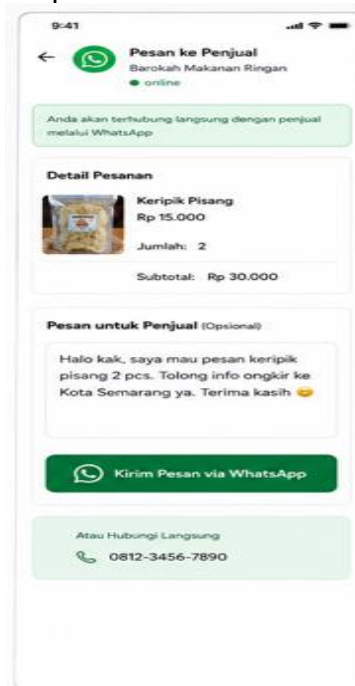 9:41
Pesan ke Penjual
Barokah Makanan Ringan
online
Anda akan terhubung langsung dengan penjual
melalui WhatsApp
Detail Pesanan
Keripik Pisang
Rp 15.000
Jumlah: 2
Subtotal: Rp 30.000
Pesan untuk Penjual (Opsional)
Halo kak, saya mau pesan keripik
pisang 2 pcs. Tolong info ongkir ke
Kota Semarang ya. Terima kasih 😊
Kirim Pesan via WhatsApp
Atau Hubungi Langsung
0812-3456-7890